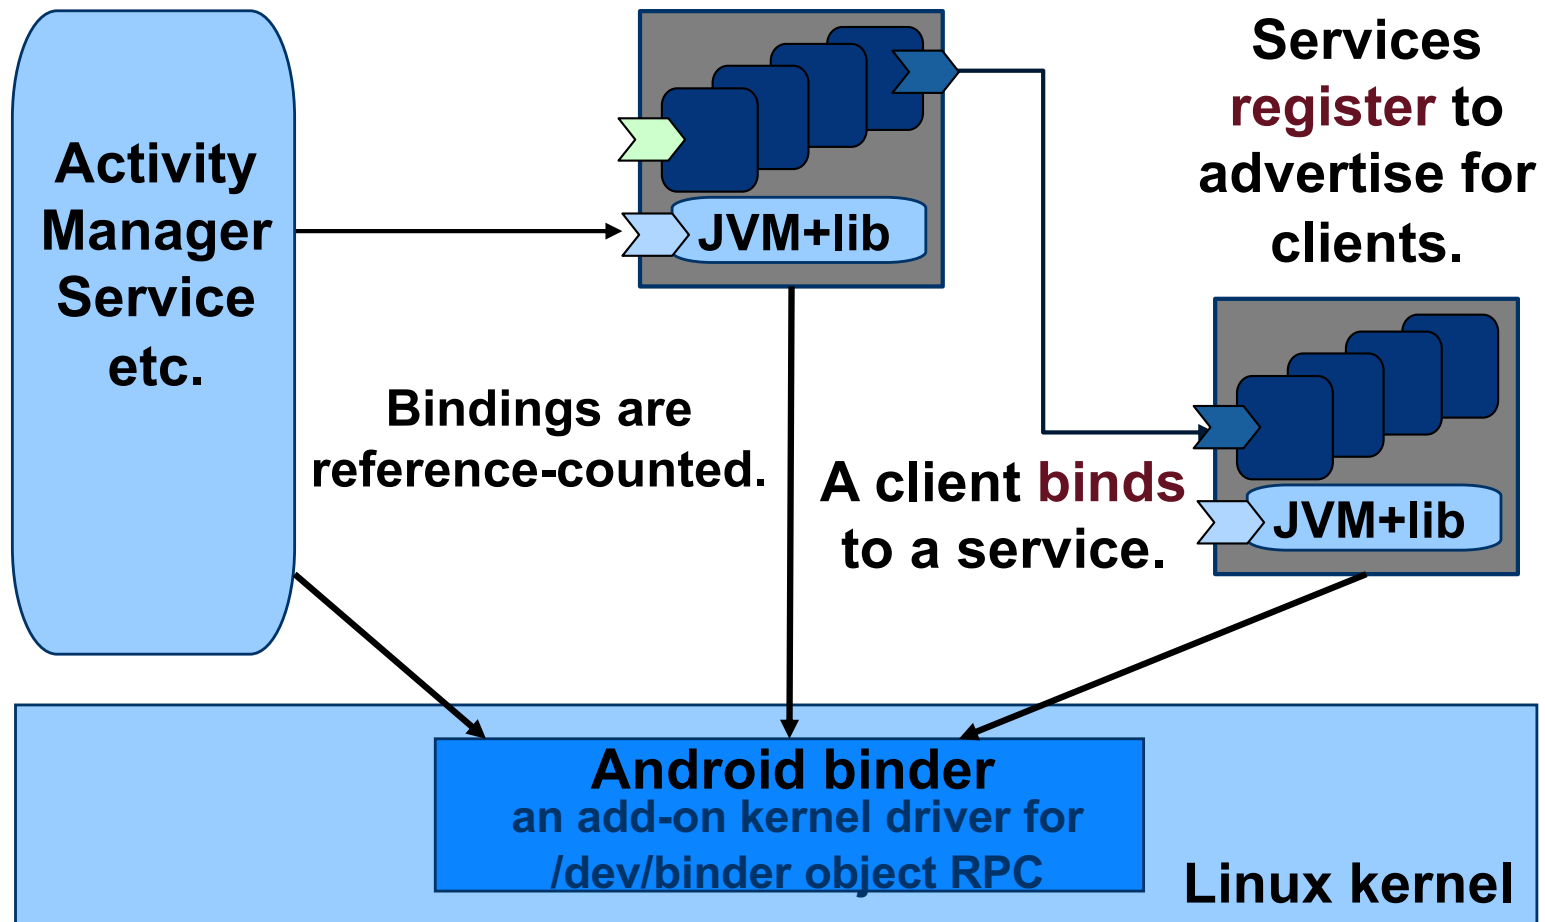 Activity
Manager
Service
etc.
JVM+lib
Services
register to
advertise for
clients.
Bindings are
reference-counted.
A client binds
to a service.
JVM+lib
Android binder
an add-on kernel driver for
/dev/binder object RPC
Linux kernel